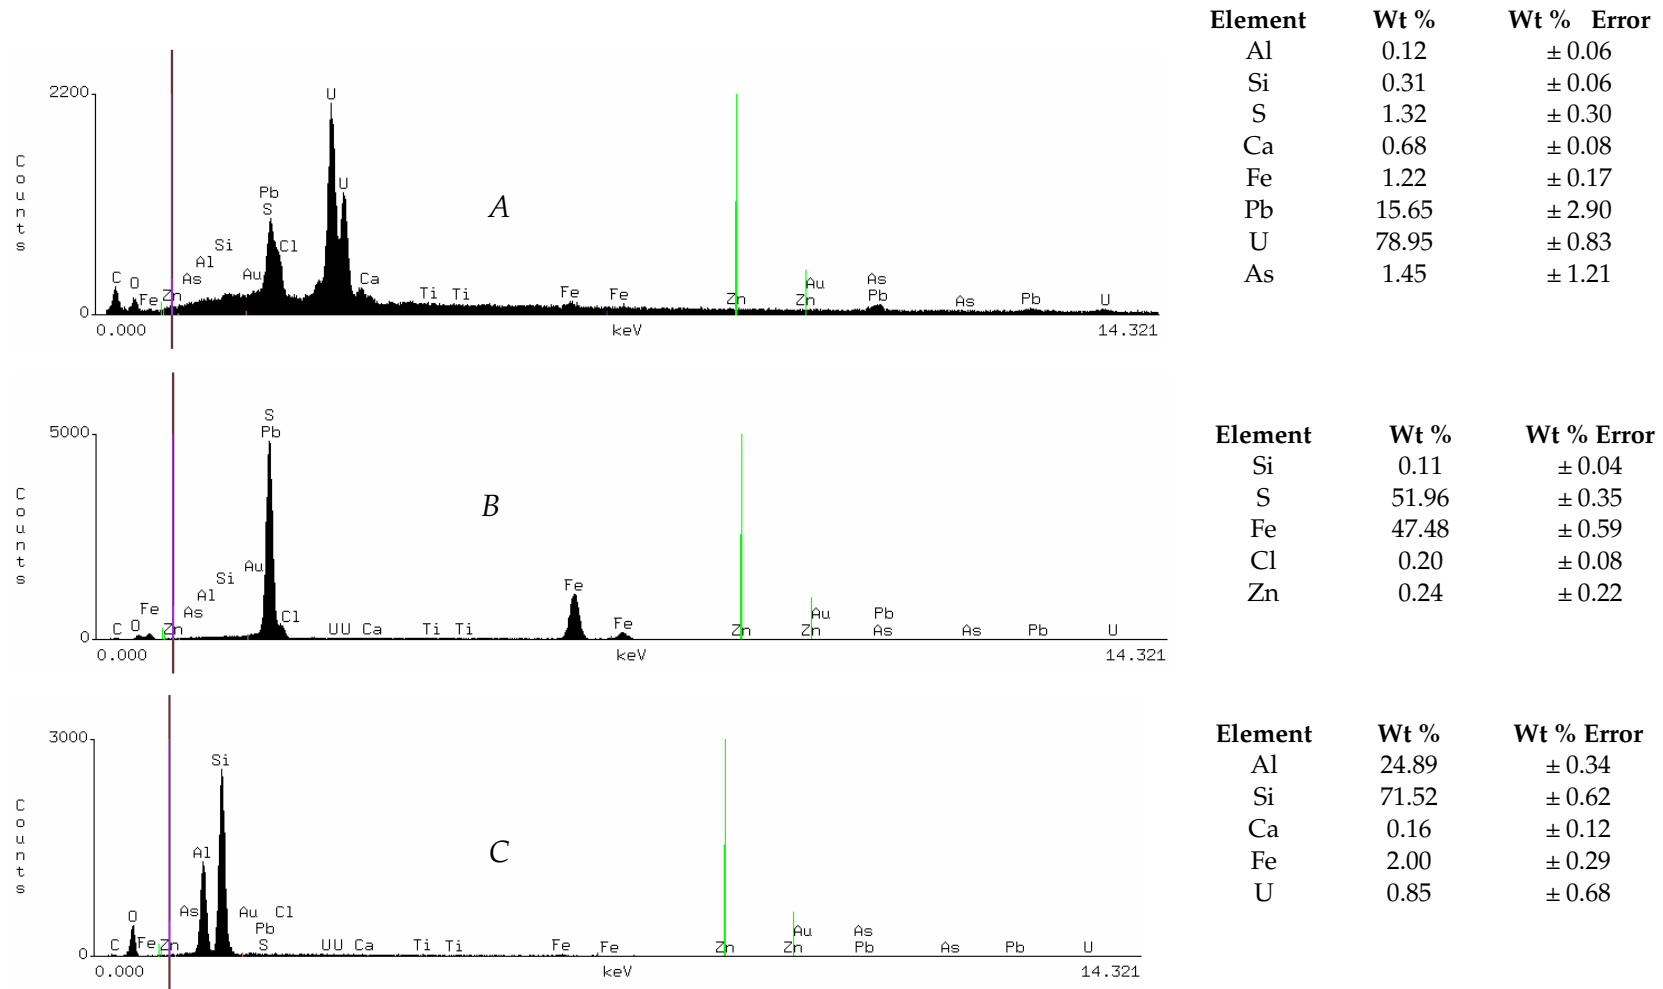 Element Wt % Wt % Error
Al 0.12 ± 0.06
Si 0.31 ± 0.06
S 1.32 ± 0.30
Ca 0.68 ± 0.08
Fe 1.22 ± 0.17
Pb 15.65 ± 2.90
U 78.95 ± 0.83
As 1.45 ± 1.21
2200
Counts
U
U
Pb
S
Cl
A
Si
Al
As
Au
Ca
C O Fe Zn
Ti Ti
Fe Fe
Zn
Au
Zn
As
Pb
As
Pb
U
0
0.000 keV 14.321
Element Wt % Wt % Error
Si 0.11 ± 0.04
S 51.96 ± 0.35
Fe 47.48 ± 0.59
Cl 0.20 ± 0.08
Zn 0.24 ± 0.22
5000
Counts
S
Pb
B
Au
Si
Al
As
Fe
Cl
C O Zn
U U Ca
Ti Ti
Fe
Fe
Zn
Au
Zn
Pb
As
As
Pb
U
0
0.000 keV 14.321
Element Wt % Wt % Error
Al 24.89 ± 0.34
Si 71.52 ± 0.62
Ca 0.16 ± 0.12
Fe 2.00 ± 0.29
U 0.85 ± 0.68
3000
Counts
Si
Al
C
O
As
Au Cl
Pb
S
C Fe Zn
U U Ca
Ti Ti
Fe Fe
Zn
Au
Zn
As
Pb
As
Pb
U
0
0.000 keV 14.321